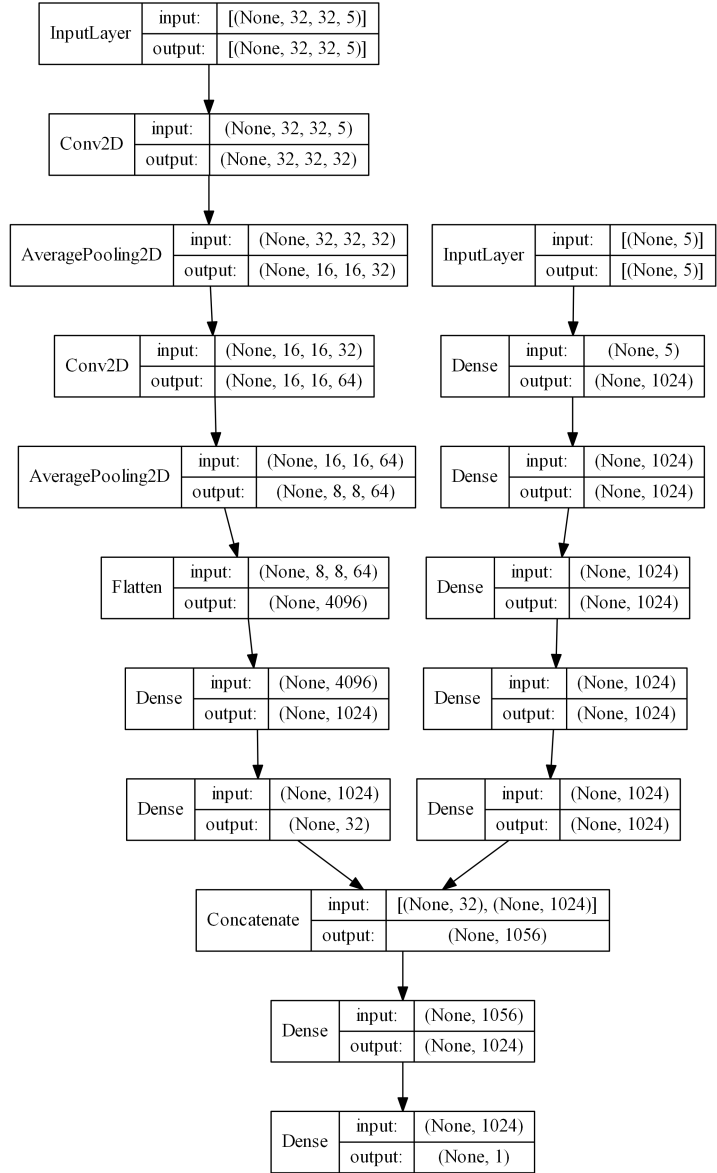 InputLayer
input: [(None, 32, 32, 5)]
output: [(None, 32, 32, 5)]
Conv2D
input: (None, 32, 32, 5)
output: (None, 32, 32, 32)
AveragePooling2D
input: (None, 32, 32, 32)
output: (None, 16, 16, 32)
Conv2D
input: (None, 16, 16, 32)
output: (None, 16, 16, 64)
AveragePooling2D
input: (None, 16, 16, 64)
output: (None, 8, 8, 64)
Flatten
input: (None, 8, 8, 64)
output: (None, 4096)
Dense
input: (None, 4096)
output: (None, 1024)
Dense
input: (None, 1024)
output: (None, 32)
InputLayer
input: [(None, 5)]
output: [(None, 5)]
Dense
input: (None, 5)
output: (None, 1024)
Dense
input: (None, 1024)
output: (None, 1024)
Dense
input: (None, 1024)
output: (None, 1024)
Dense
input: (None, 1024)
output: (None, 1024)
Dense
input: (None, 1024)
output: (None, 1024)
Concatenate
input: [(None, 32), (None, 1024)]
output: (None, 1056)
Dense
input: (None, 1056)
output: (None, 1024)
Dense
input: (None, 1024)
output: (None, 1)